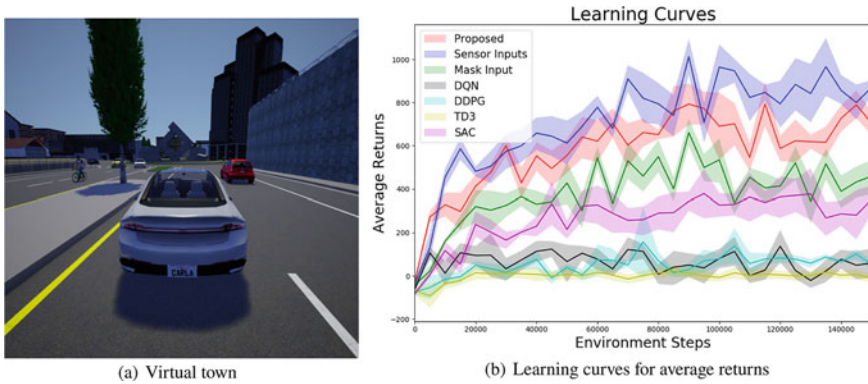 CARLA
(a) Virtual town
Learning Curves
Proposed
Sensor Inputs
Mask Input
DQN
DDPG
TD3
SAC
Average Returns
1000
800
600
400
200
0
−200
0
20000
40000
60000
80000
100000
120000
140000
Environment Steps
(b) Learning curves for average returns